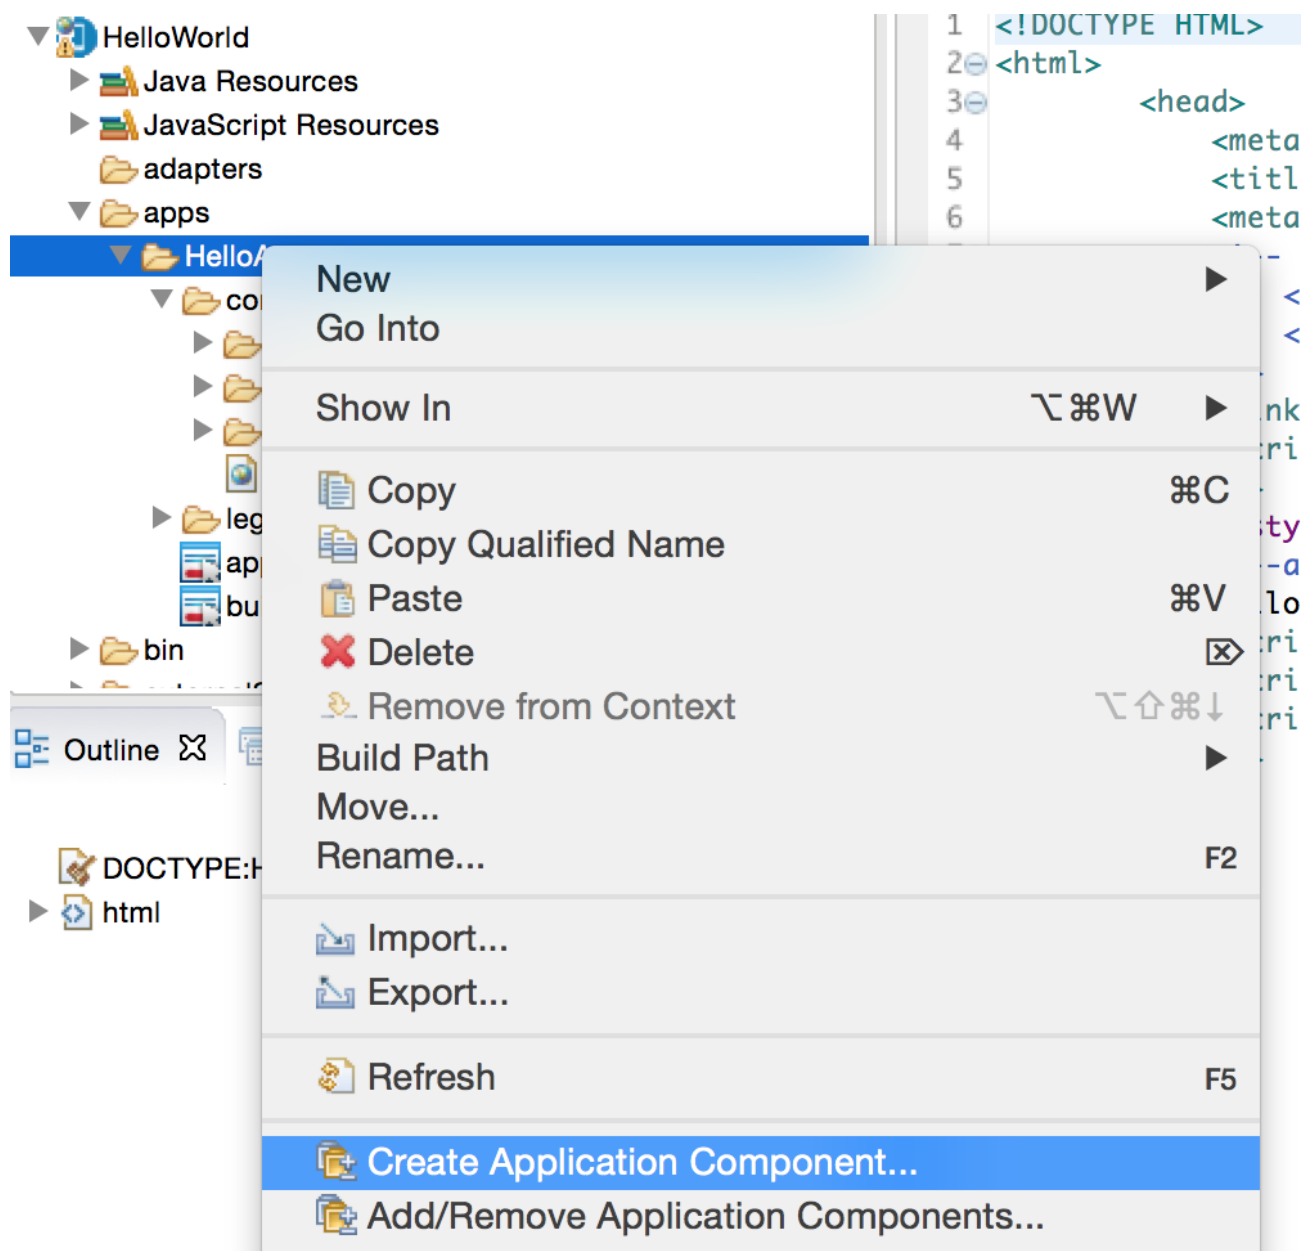 HelloWorld
Java Resources
JavaScript Resources
adapters
apps
bin
Outline
html
1 <!DOCTYPE HTML>
2 <html>
3 <head>
4 <meta
5
6 <meta
New
Go Into
Show In ⌥⌘W
Copy ⌘C
Copy Qualified Name
Paste ⌘V
Delete ⌦
Remove from Context ⌥⇧⌘↓
Build Path
Move...
Rename... F2
Import...
Export...
Refresh F5
Create Application Component...
Add/Remove Application Components...